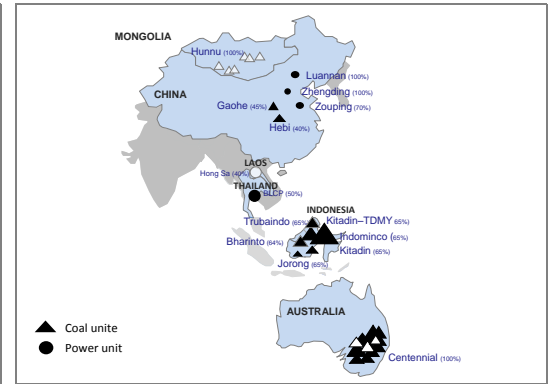 MONGOLIA
Hunnu (100%)
Luannan (100%)
CHINA
Zhengding (100%)
Gaohe (45%)
Zouping (70%)
Hebi (40%)
LAOS
Hong Sa (40%)
THAILAND
BLCP (50%)
INDONESIA
Trubaindo (65%)
Kitadin–TDMY 65%)
Indominco (65%)
Bharinto (64%)
Kitadin (65%)
Jorong (65%)
AUSTRALIA
Coal unite
Power unit
Centennial (100%)